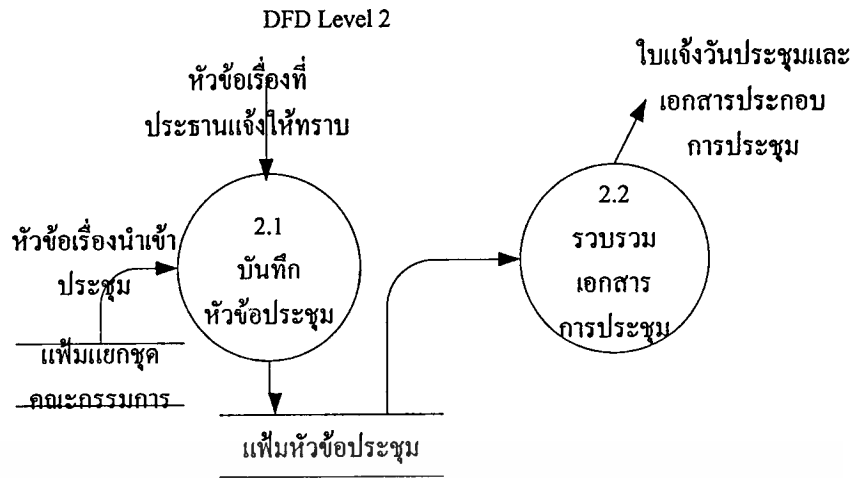 DFD Level 2
หัวข้อเรื่องที่
ประธานแจ้งให้ทราบ
ใบแจ้งวันประชุมและ
เอกสารประกอบ
การประชุม
หัวข้อเรื่องนำเข้า
ประชุม
2.1
บันทึก
หัวข้อประชุม
2.2
รวบรวม
เอกสาร
การประชุม
แฟ้มแยกชุด
คณะกรรมการ
แฟ้มหัวข้อประชุม